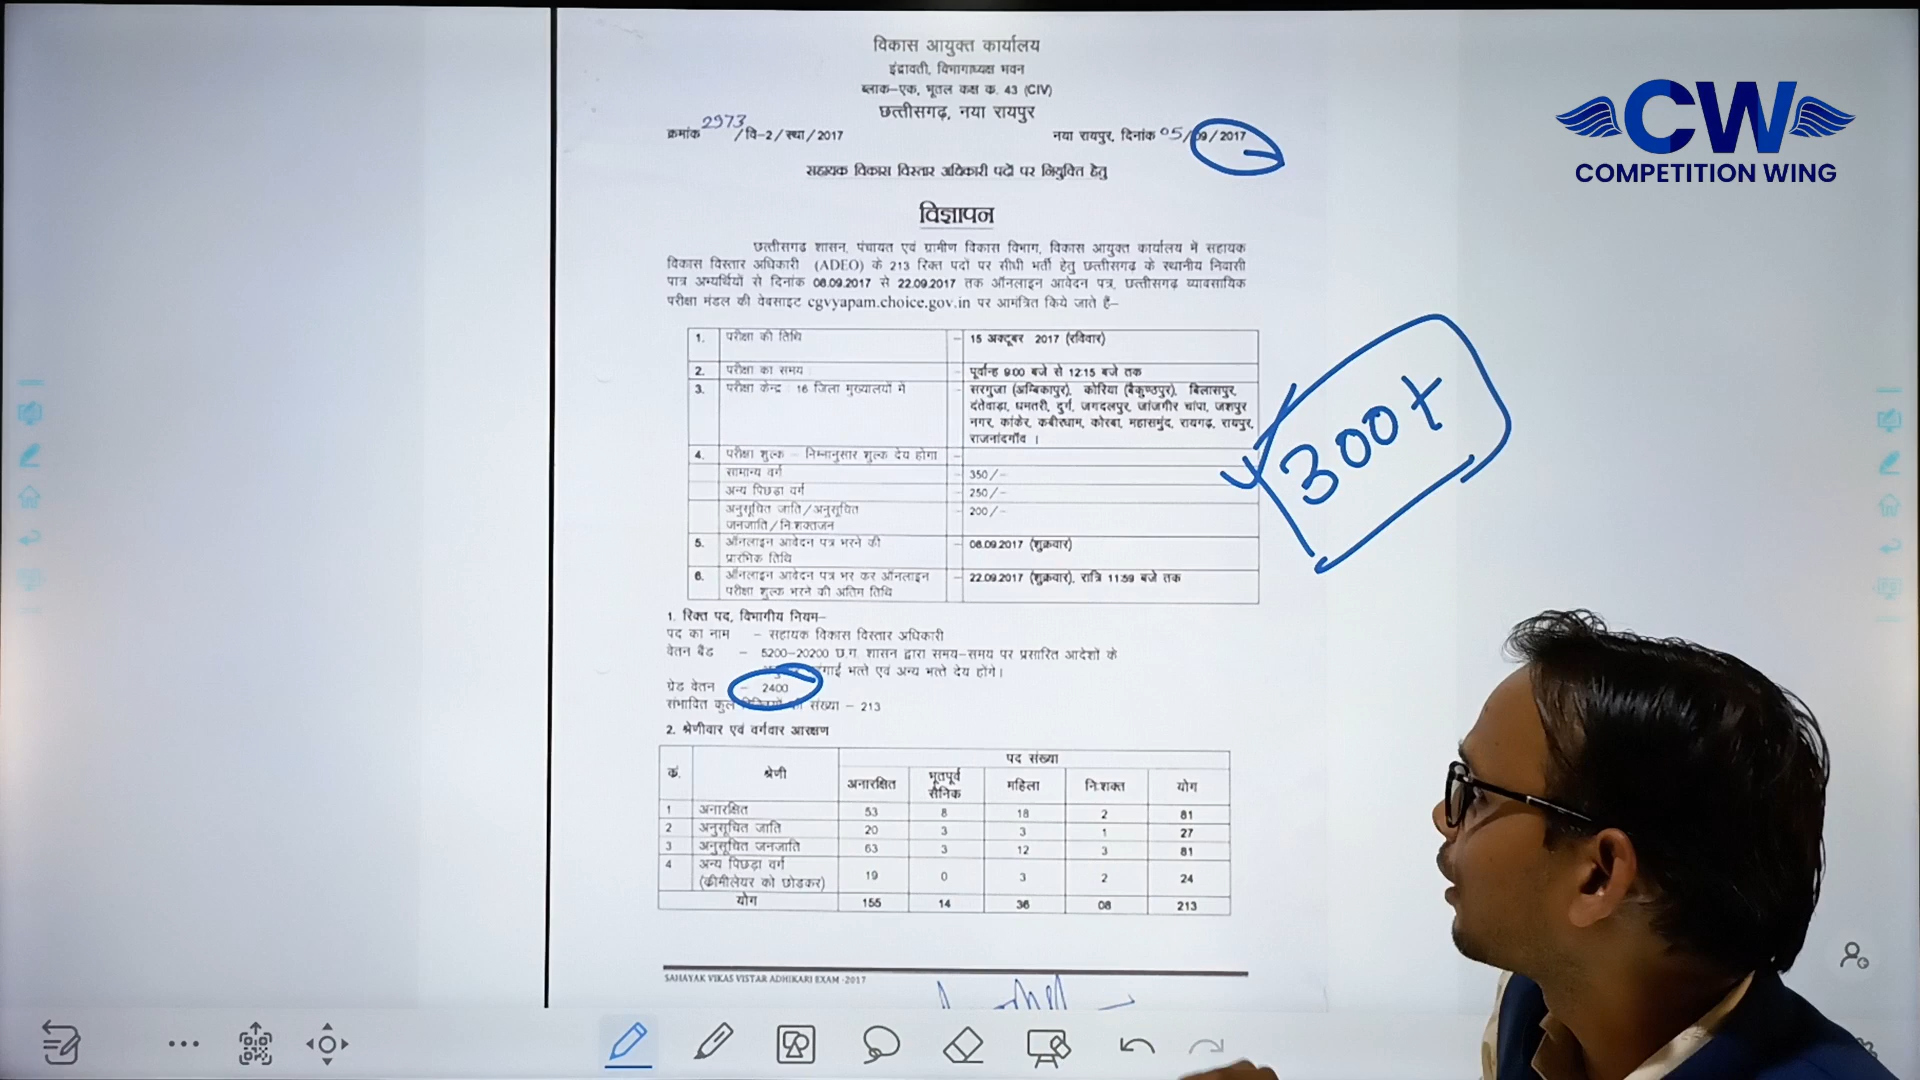 विकास आयुक्त कार्यालय
इंद्रावती, विभागाध्यक्ष भवन
ब्लाक–एक, भूतल कक्ष क. 43 (CIV)
छत्तीसगढ़, नया रायपुर
क्रमांक 2973 /वि–2/स्था/2017 नया रायपुर, दिनांक 05/09/2017
सहायक विकास विस्तार अधिकारी पदों पर नियुक्ति हेतु
विज्ञापन
छत्तीसगढ़ शासन, पंचायत एवं ग्रामीण विकास विभाग, विकास आयुक्त कार्यालय में सहायक
विकास विस्तार अधिकारी (ADEO) के 213 रिक्त पदों पर सीधी भर्ती हेतु छत्तीसगढ़ के स्थानीय निवासी
पात्र अभ्यर्थियों से दिनांक 08.09.2017 से 22.09.2017 तक ऑनलाइन आवेदन पत्र, छत्तीसगढ़ व्यावसायिक
परीक्षा मंडल की वेबसाइट cgvyapam.choice.gov.in पर आमंत्रित किये जाते हैं–
1. परीक्षा की तिथि – 15 अक्टूबर 2017 (रविवार)
2. परीक्षा का समय – पूर्वान्ह 9:00 बजे से 12:15 बजे तक
3. परीक्षा केन्द्र : 16 जिला मुख्यालयों में – सरगुजा (अम्बिकापुर), कोरिया (बैकुण्ठपुर), बिलासपुर,
दंतेवाड़ा, धमतरी, दुर्ग, जगदलपुर, जांजगीर चांपा, जशपुर
नगर, कांकेर, कबीरधाम, कोरबा, महासमुंद, रायगढ़, रायपुर,
राजनांदगाँव ।
4. परीक्षा शुल्क – निम्नानुसार शुल्क देय होगा –
सामान्य वर्ग – 350/–
अन्य पिछड़ा वर्ग – 250/–
अनुसूचित जाति/अनुसूचित – 200/–
जनजाति/नि:शक्तजन
5. ऑनलाइन आवेदन पत्र भरने की – 08.09.2017 (शुक्रवार)
प्रारंभिक तिथि
6. ऑनलाइन आवेदन पत्र भर कर ऑनलाइन – 22.09.2017 (शुक्रवार), रात्रि 11:59 बजे तक
परीक्षा शुल्क भरने की अंतिम तिथि
1. रिक्त पद, विभागीय नियम–
पद का नाम – सहायक विकास विस्तार अधिकारी
वेतन बैंड – 5200–20200 छ.ग. शासन द्वारा समय–समय पर प्रसारित आदेशों के
भत्ते एवं अन्य भत्ते देय होंगे।
ग्रेड वेतन – 2400
संभावित कुल संख्या – 213
2. श्रेणीवार एवं वर्गवार आरक्षण
क्रं. श्रेणी पद संख्या
अनारक्षित भूतपूर्व सैनिक महिला नि:शक्त योग
1 अनारक्षित 53 8 18 2 81
2 अनुसूचित जाति 20 3 3 1 27
3 अनुसूचित जनजाति 63 3 12 3 81
4 अन्य पिछड़ा वर्ग (क्रीमीलेयर को छोडकर) 19 0 3 2 24
योग 155 14 36 08 213
SAHAYAK VIKAS VISTAR ADHIKARI EXAM -2017
300+
CW
COMPETITION WING